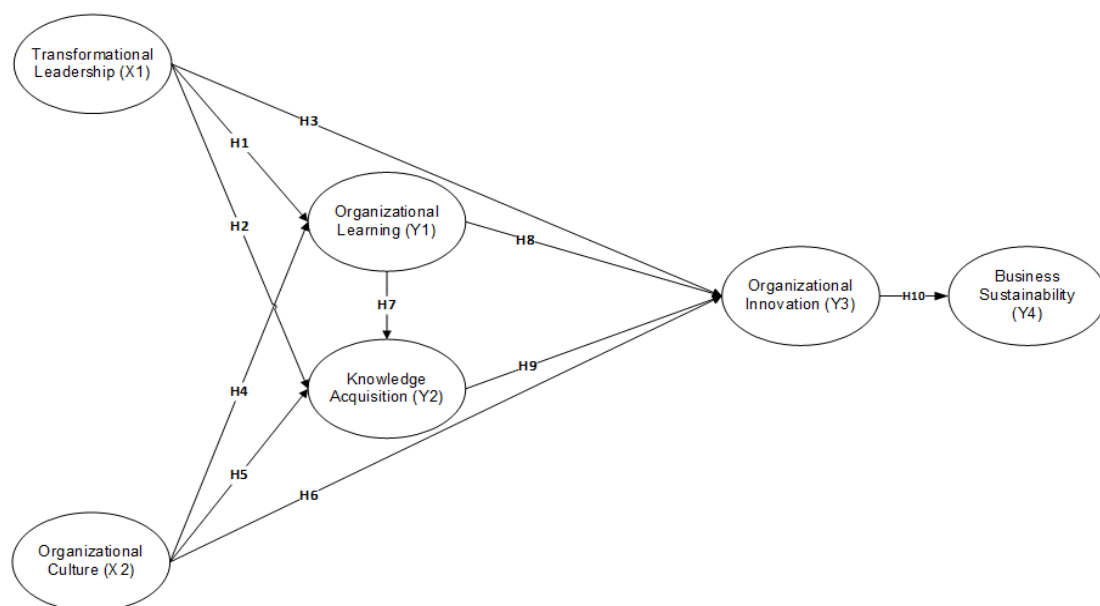 Transformational
Leadership (X1)
H3
H1
H2
Organizational
Learning (Y1)
H8
H7
Organizational
Innovation (Y3)
H10
Business
Sustainability
(Y4)
Knowledge
Acquisition (Y2)
H9
H4
H5
H6
Organizational
Culture (X2)